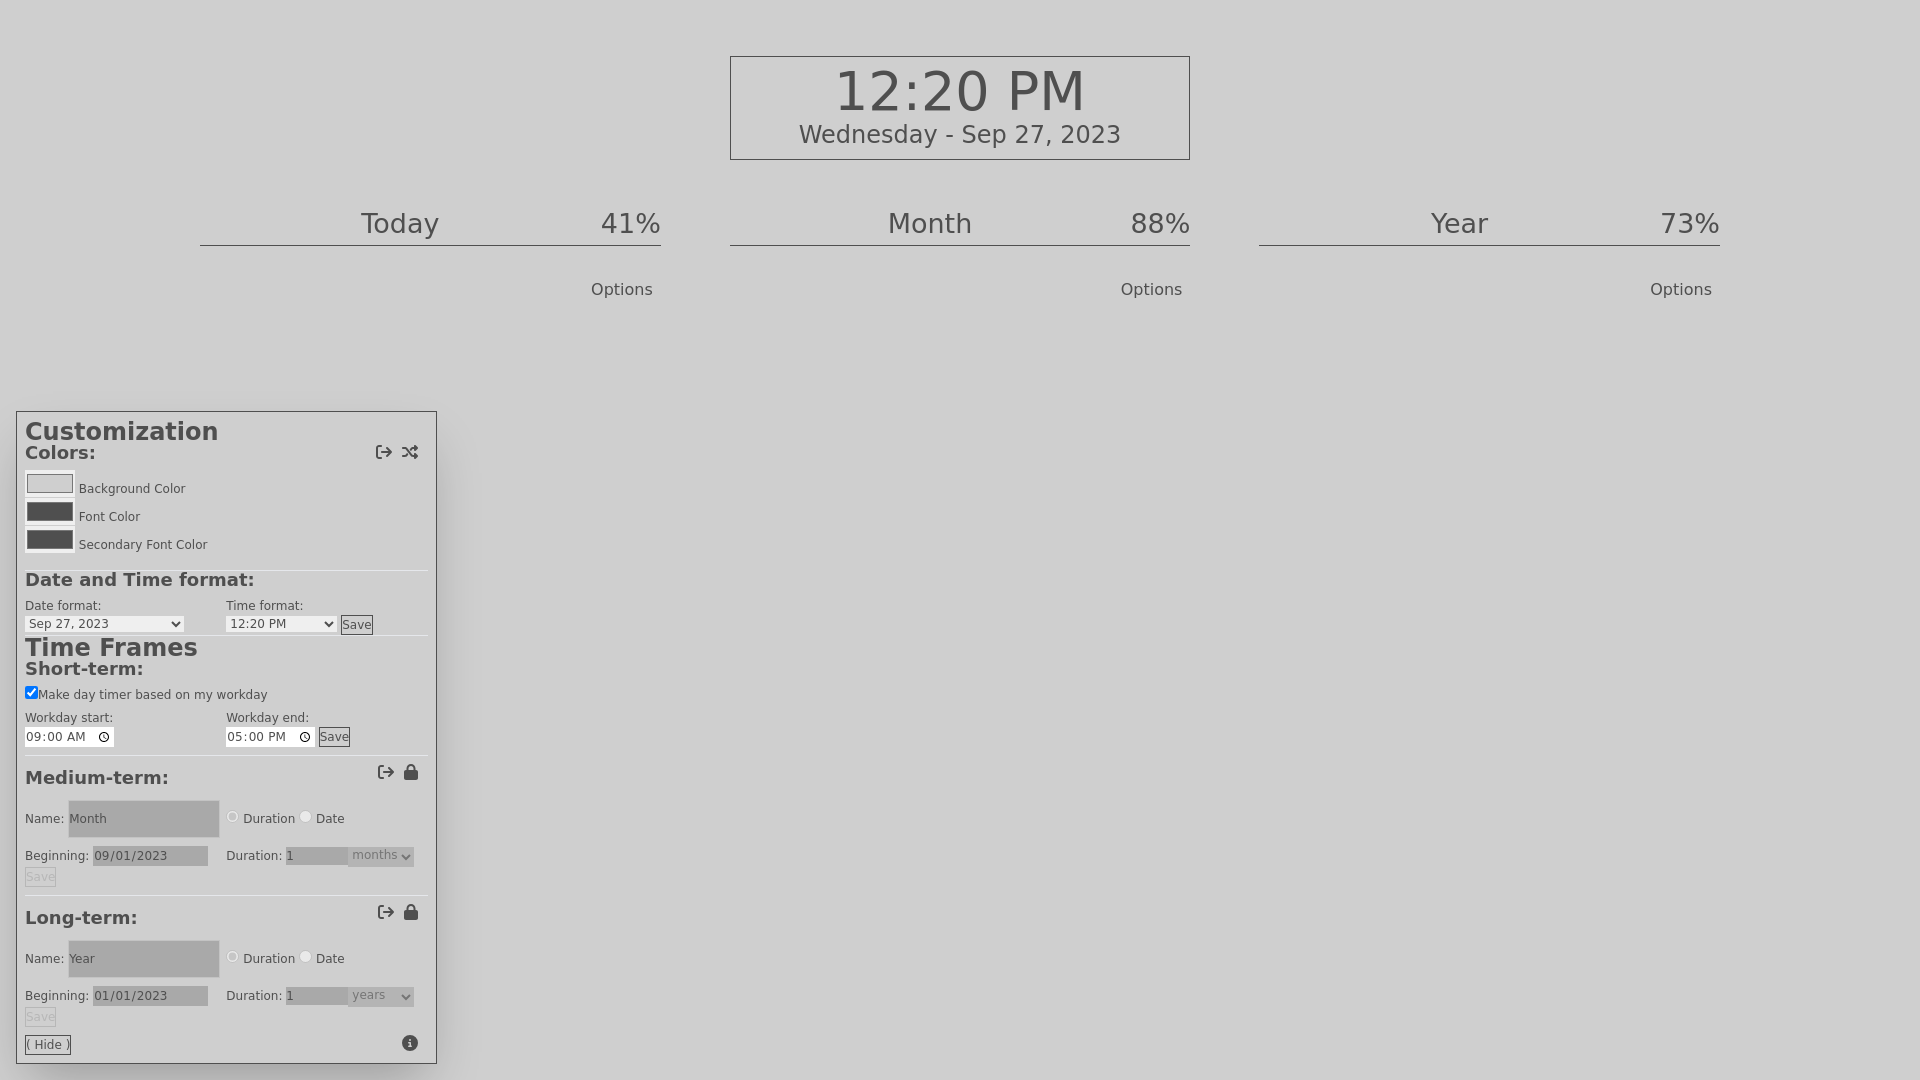 12:20 PM
Wednesday - Sep 27, 2023
Today 41%
Month 88%
Year 73%
Options
Options
Options
Customization
Colors:
Background Color
Font Color
Secondary Font Color
Date and Time format:
Date format: Time format:
Sep 27, 2023 12:20 PM Save
Time Frames
Short-term:
Make day timer based on my workday
Workday start: Workday end:
09:00 AM 05:00 PM Save
Medium-term:
Name: Month Duration Date
Beginning: 09/01/2023 Duration: 1 months
Save
Long-term:
Name: Year Duration Date
Beginning: 01/01/2023 Duration: 1 years
Save
( Hide )